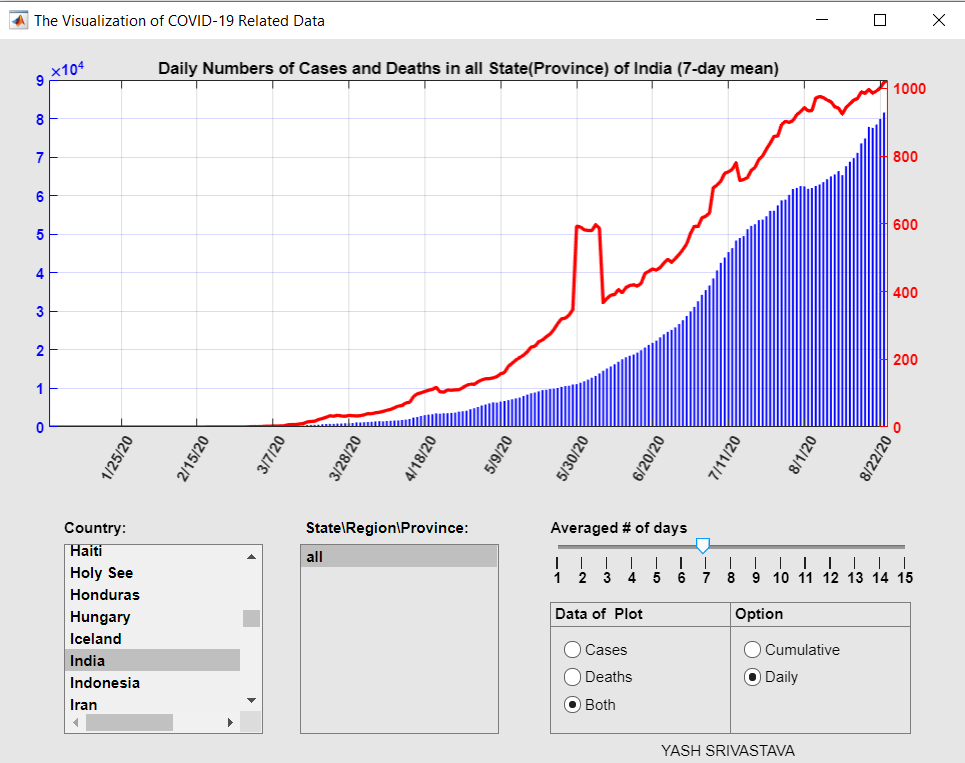 The Visualization of COVID-19 Related Data
Daily Numbers of Cases and Deaths in all State(Province) of India (7-day mean)
×10⁴
9
8
7
6
5
4
3
2
1
0
1000
800
600
400
200
0
1/25/20 2/15/20 3/7/20 3/28/20 4/18/20 5/9/20 5/30/20 6/20/20 7/11/20 8/1/20 8/22/20
Country:
Haiti
Holy See
Honduras
Hungary
Iceland
India
Indonesia
Iran
State\Region\Province:
all
Averaged # of days
1 2 3 4 5 6 7 8 9 10 11 12 13 14 15
Data of Plot
Cases
Deaths
Both
Option
Cumulative
Daily
YASH SRIVASTAVA